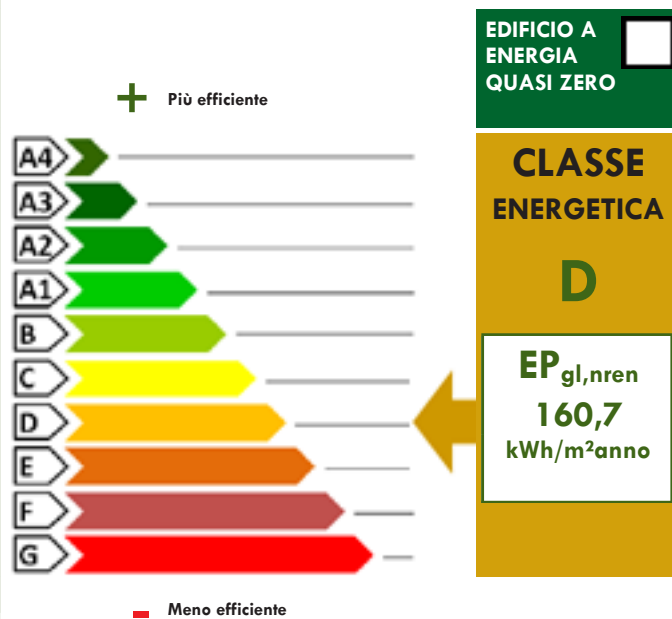 EDIFICIO A
ENERGIA
QUASI ZERO
+ Più efficiente
A4
A3
A2
A1
B
C
D
E
F
G
- Meno efficiente
CLASSE
ENERGETICA
D
EPgl,nren
160,7
kWh/m²anno